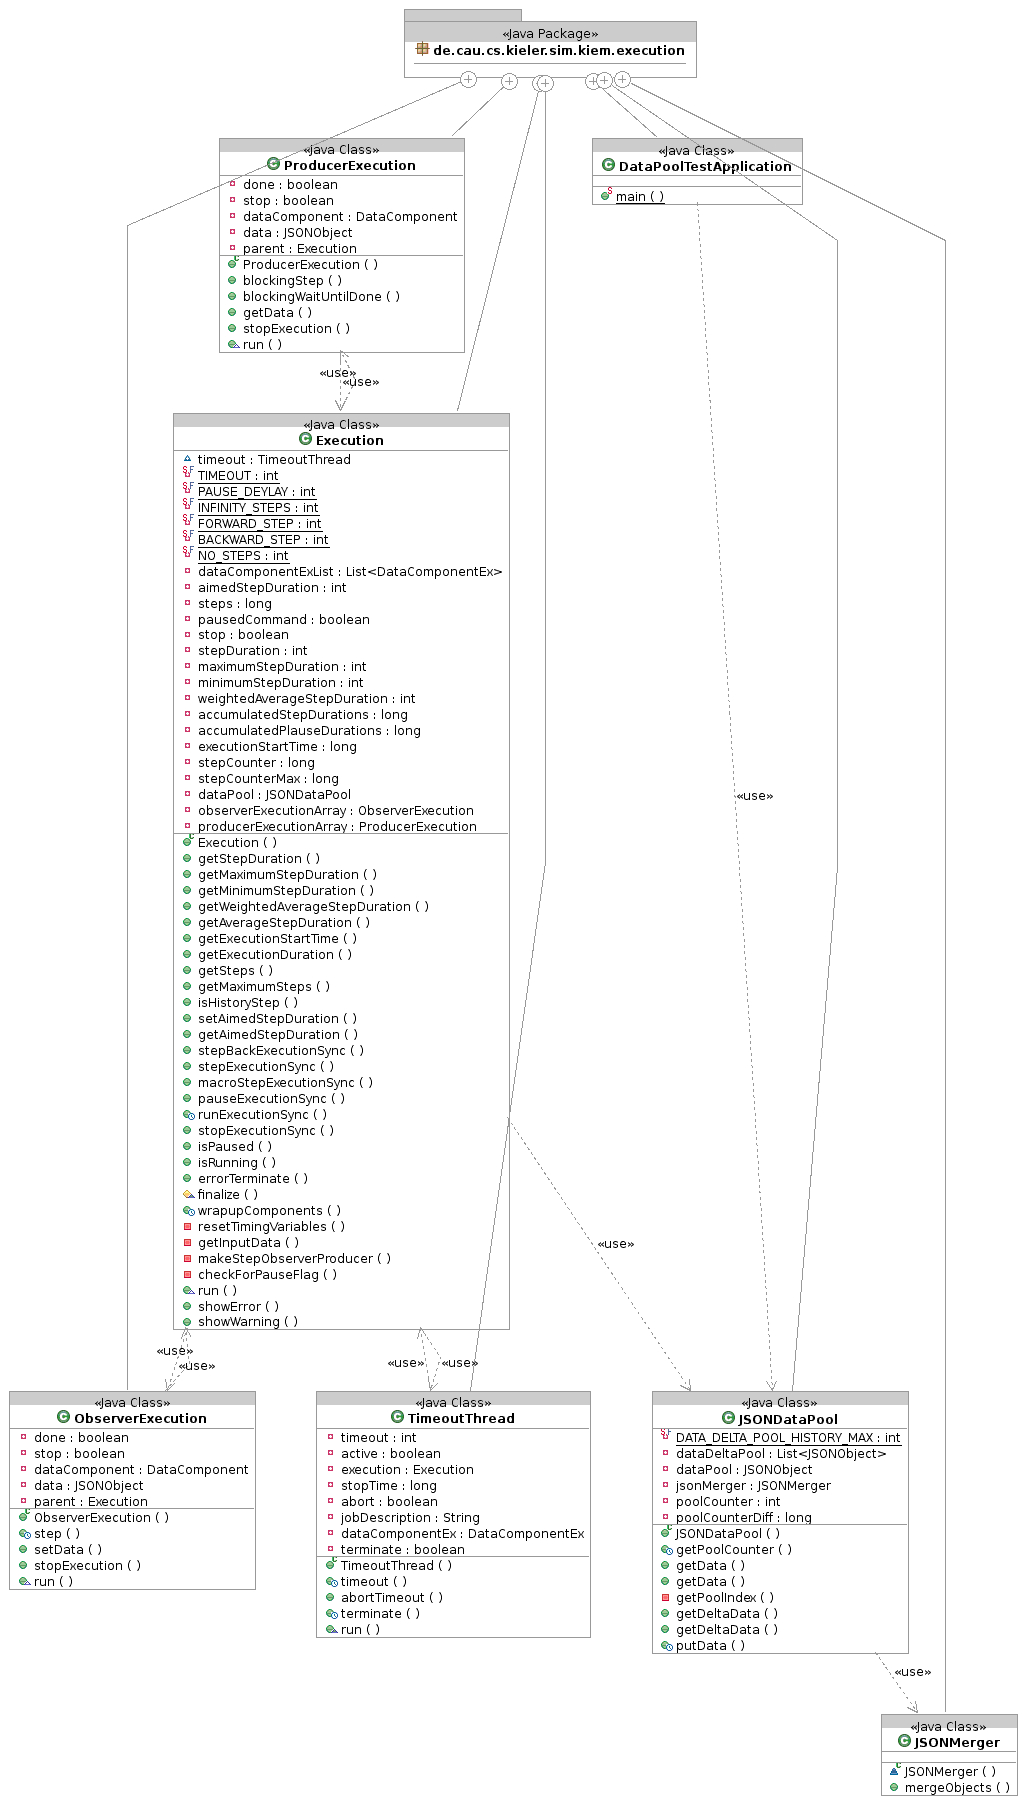 «Java Package»
de.cau.cs.kieler.sim.kiem.execution
«Java Class»
ProducerExecution
done : boolean
stop : boolean
dataComponent : DataComponent
data : JSONObject
parent : Execution
ProducerExecution ( )
blockingStep ( )
blockingWaitUntilDone ( )
getData ( )
stopExecution ( )
run ( )
«Java Class»
DataPoolTestApplication
main ( )
«use»
«use»
«Java Class»
Execution
timeout : TimeoutThread
TIMEOUT : int
PAUSE_DEYLAY : int
INFINITY_STEPS : int
FORWARD_STEP : int
BACKWARD_STEP : int
NO_STEPS : int
dataComponentExList : List<DataComponentEx>
aimedStepDuration : int
steps : long
pausedCommand : boolean
stop : boolean
stepDuration : int
maximumStepDuration : int
minimumStepDuration : int
weightedAverageStepDuration : int
accumulatedStepDurations : long
accumulatedPlauseDurations : long
executionStartTime : long
stepCounter : long
stepCounterMax : long
dataPool : JSONDataPool
observerExecutionArray : ObserverExecution
producerExecutionArray : ProducerExecution
Execution ( )
getStepDuration ( )
getMaximumStepDuration ( )
getMinimumStepDuration ( )
getWeightedAverageStepDuration ( )
getAverageStepDuration ( )
getExecutionStartTime ( )
getExecutionDuration ( )
getSteps ( )
getMaximumSteps ( )
isHistoryStep ( )
setAimedStepDuration ( )
getAimedStepDuration ( )
stepBackExecutionSync ( )
stepExecutionSync ( )
macroStepExecutionSync ( )
pauseExecutionSync ( )
runExecutionSync ( )
stopExecutionSync ( )
isPaused ( )
isRunning ( )
errorTerminate ( )
finalize ( )
wrapupComponents ( )
resetTimingVariables ( )
getInputData ( )
makeStepObserverProducer ( )
checkForPauseFlag ( )
run ( )
showError ( )
showWarning ( )
«use»
«use»
«use»
«use»
«use»
«use»
«Java Class»
ObserverExecution
done : boolean
stop : boolean
dataComponent : DataComponent
data : JSONObject
parent : Execution
ObserverExecution ( )
step ( )
setData ( )
stopExecution ( )
run ( )
«Java Class»
TimeoutThread
timeout : int
active : boolean
execution : Execution
stopTime : long
abort : boolean
jobDescription : String
dataComponentEx : DataComponentEx
terminate : boolean
TimeoutThread ( )
timeout ( )
abortTimeout ( )
terminate ( )
run ( )
«Java Class»
JSONDataPool
DATA_DELTA_POOL_HISTORY_MAX : int
dataDeltaPool : List<JSONObject>
dataPool : JSONObject
jsonMerger : JSONMerger
poolCounter : int
poolCounterDiff : long
JSONDataPool ( )
getPoolCounter ( )
getData ( )
getData ( )
getPoolIndex ( )
getDeltaData ( )
getDeltaData ( )
putData ( )
«use»
«Java Class»
JSONMerger
JSONMerger ( )
mergeObjects ( )